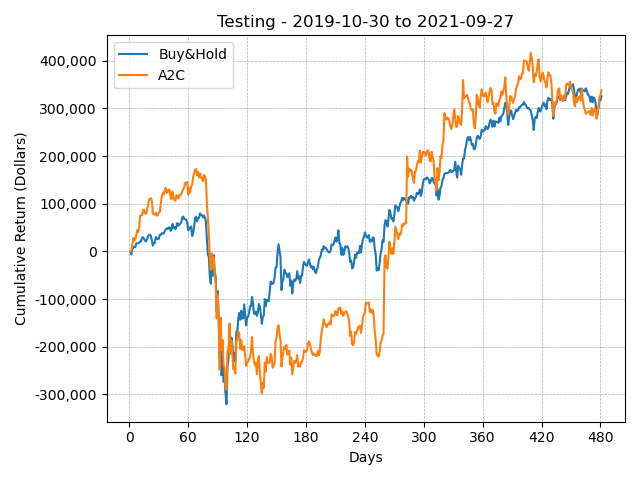 Testing - 2019-10-30 to 2021-09-27
Buy&Hold
A2C
Cumulative Return (Dollars)
400,000
300,000
200,000
100,000
0
-100,000
-200,000
-300,000
0 60 120 180 240 300 360 420 480
Days